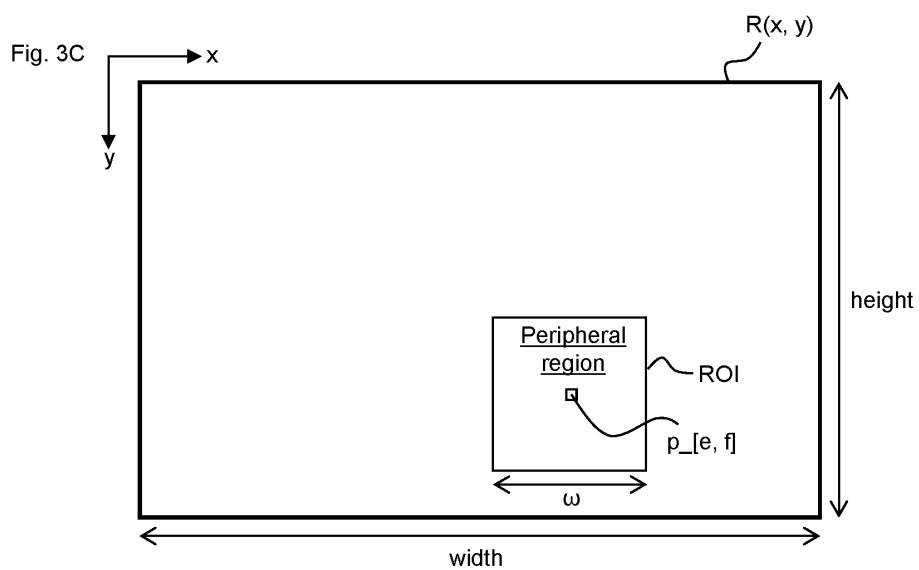 R(x, y)
Fig. 3C
x
y
height
Peripheral
region
ROI
p_[e, f]
ω
width